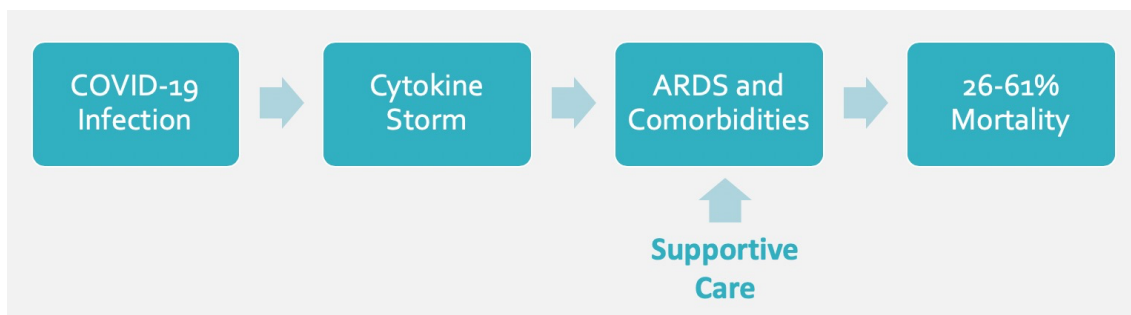 COVID-19
Infection
Cytokine
Storm
ARDS and
Comorbidities
26-61%
Mortality
Supportive
Care